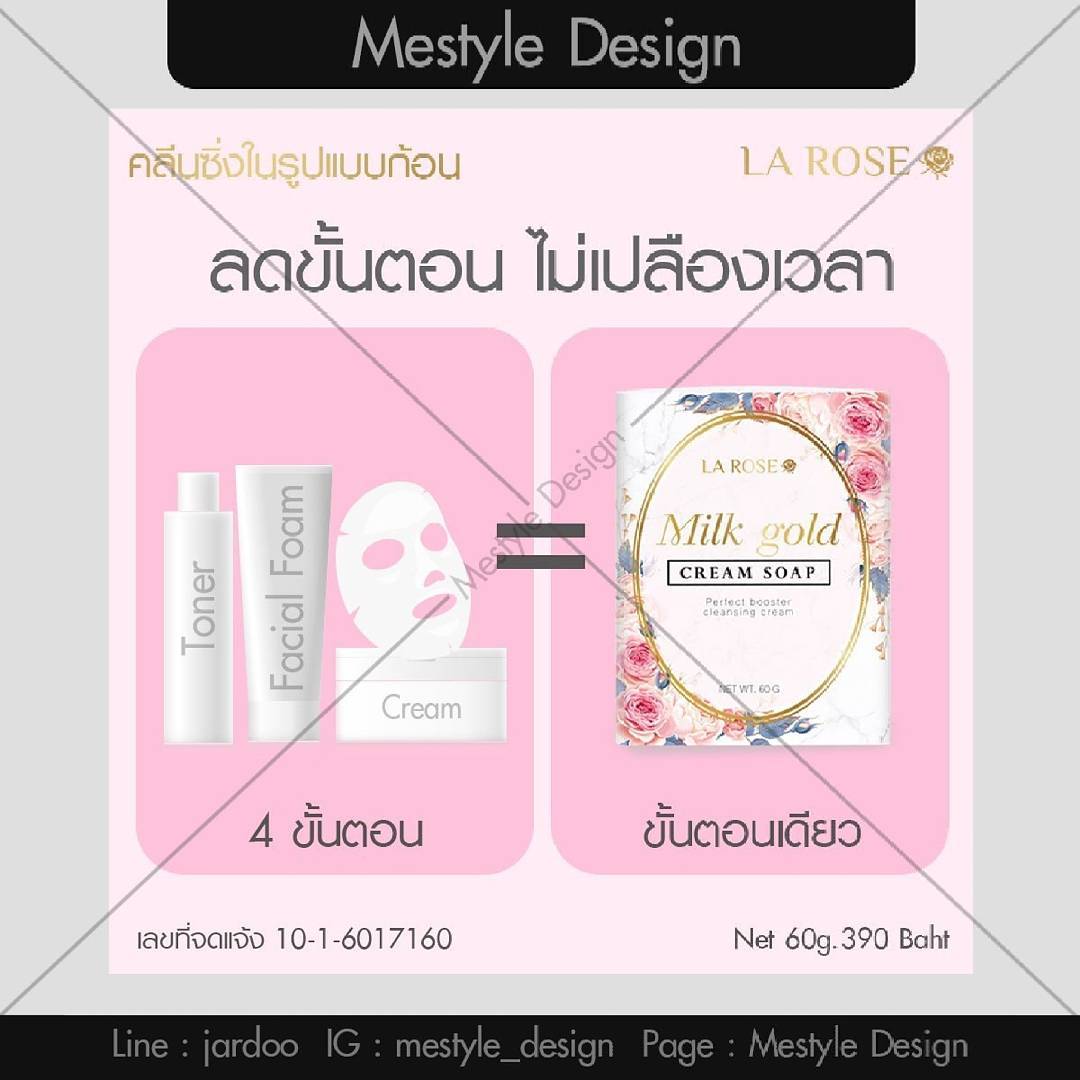 Mestyle Design
คลีนซิ่งในรูปแบบก้อน
LA ROSE
ลดขั้นตอน ไม่เปลืองเวลา
Toner
Facial Foam
Cream
Mestyle Design
LA ROSE
Milk gold
CREAM SOAP
Perfect booster
cleansing cream
NET WT. 60 G
4 ขั้นตอน
ขั้นตอนเดียว
เลขที่จดแจ้ง 10-1-6017160
Net 60g.390 Baht
Line : jardoo IG : mestyle_design Page : Mestyle Design